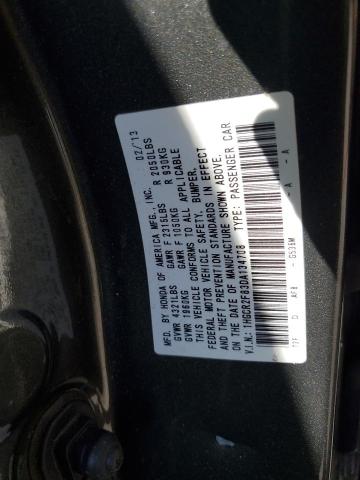 MFD. BY HONDA OF AMERICA MFG., INC. 02/13
GVWR 4321LBS GAWR F 2315LBS R 2050LBS
GVWR 1960KG GAWR F 1050KG R 930KG
THIS VEHICLE CONFORMS TO ALL APPLICABLE
FEDERAL MOTOR VEHICLE SAFETY, BUMPER,
AND THEFT PREVENTION STANDARDS IN EFFECT
ON THE DATE OF MANUFACTURE SHOWN ABOVE.
V.I.N.: 1HGCR2F83DA134708 TYPE: PASSENGER CAR
A - A